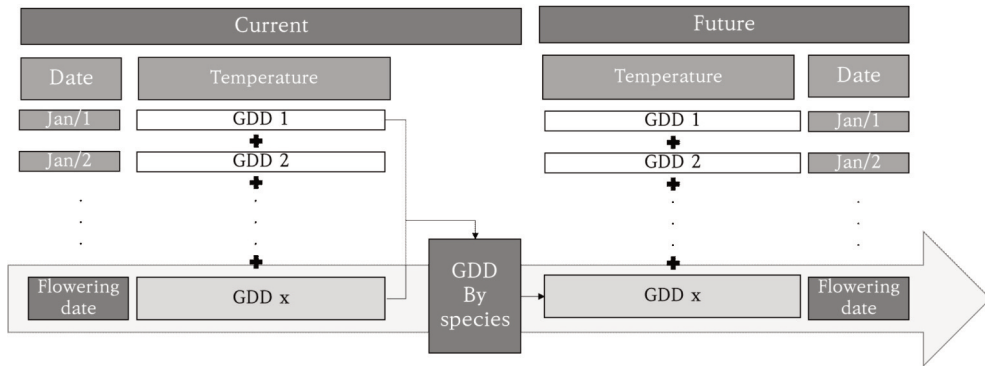 Current
Future
Date
Temperature
Temperature
Date
Jan/1
GDD 1
GDD 1
Jan/1
Jan/2
GDD 2
GDD 2
Jan/2
Flowering
date
GDD x
GDD
By
species
GDD x
Flowering
date